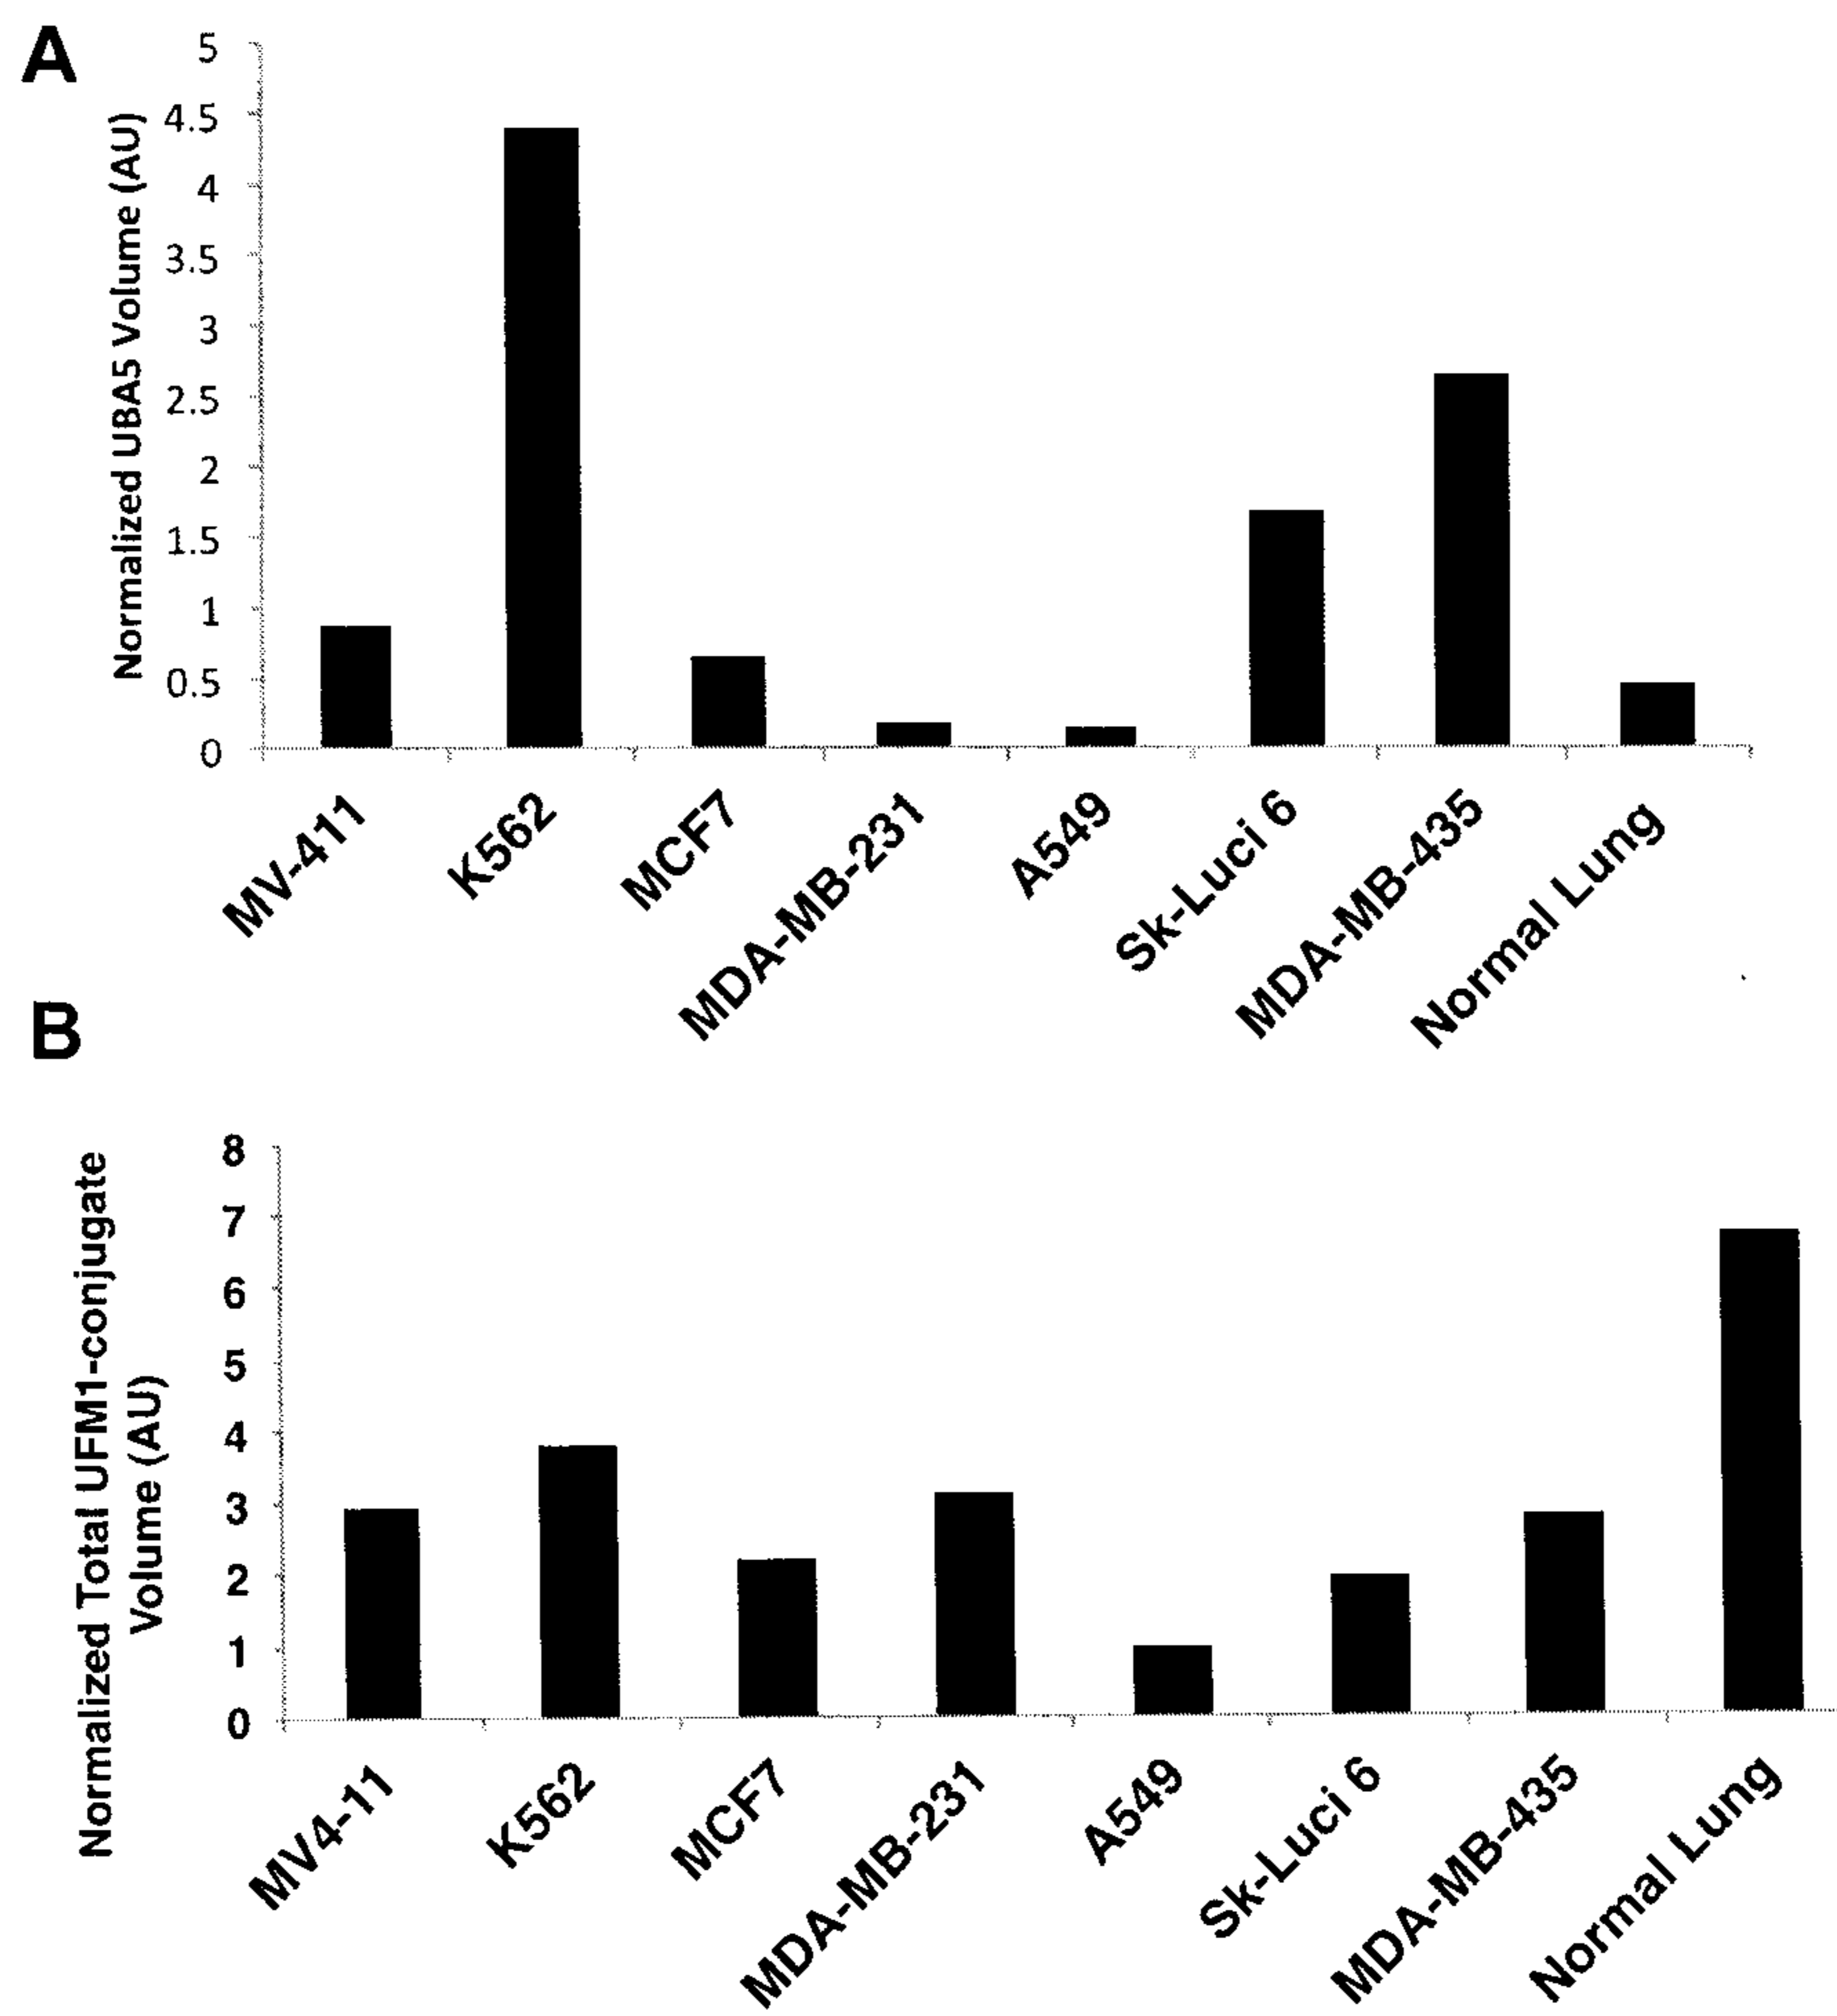 A
Normalized UBA5 Volume (AU)
5
4.5
4
3.5
3
2.5
2
1.5
1
0.5
0
MV-411
K562
MCF7
MDA-MB-231
A549
Sk-Luci 6
MDA-MB-435
Normal Lung
B
Normalized Total UFM1-conjugate
Volume (AU)
8
7
6
5
4
3
2
1
0
MV4-11
K562
MCF7
MDA-MB-231
A549
Sk-Luci 6
MDA-MB-435
Normal Lung